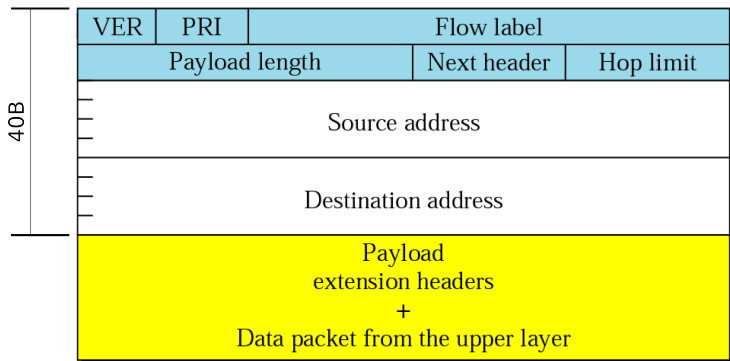 VER PRI Flow label
Payload length Next header Hop limit
40B
Source address
Destination address
Payload
extension headers
+
Data packet from the upper layer